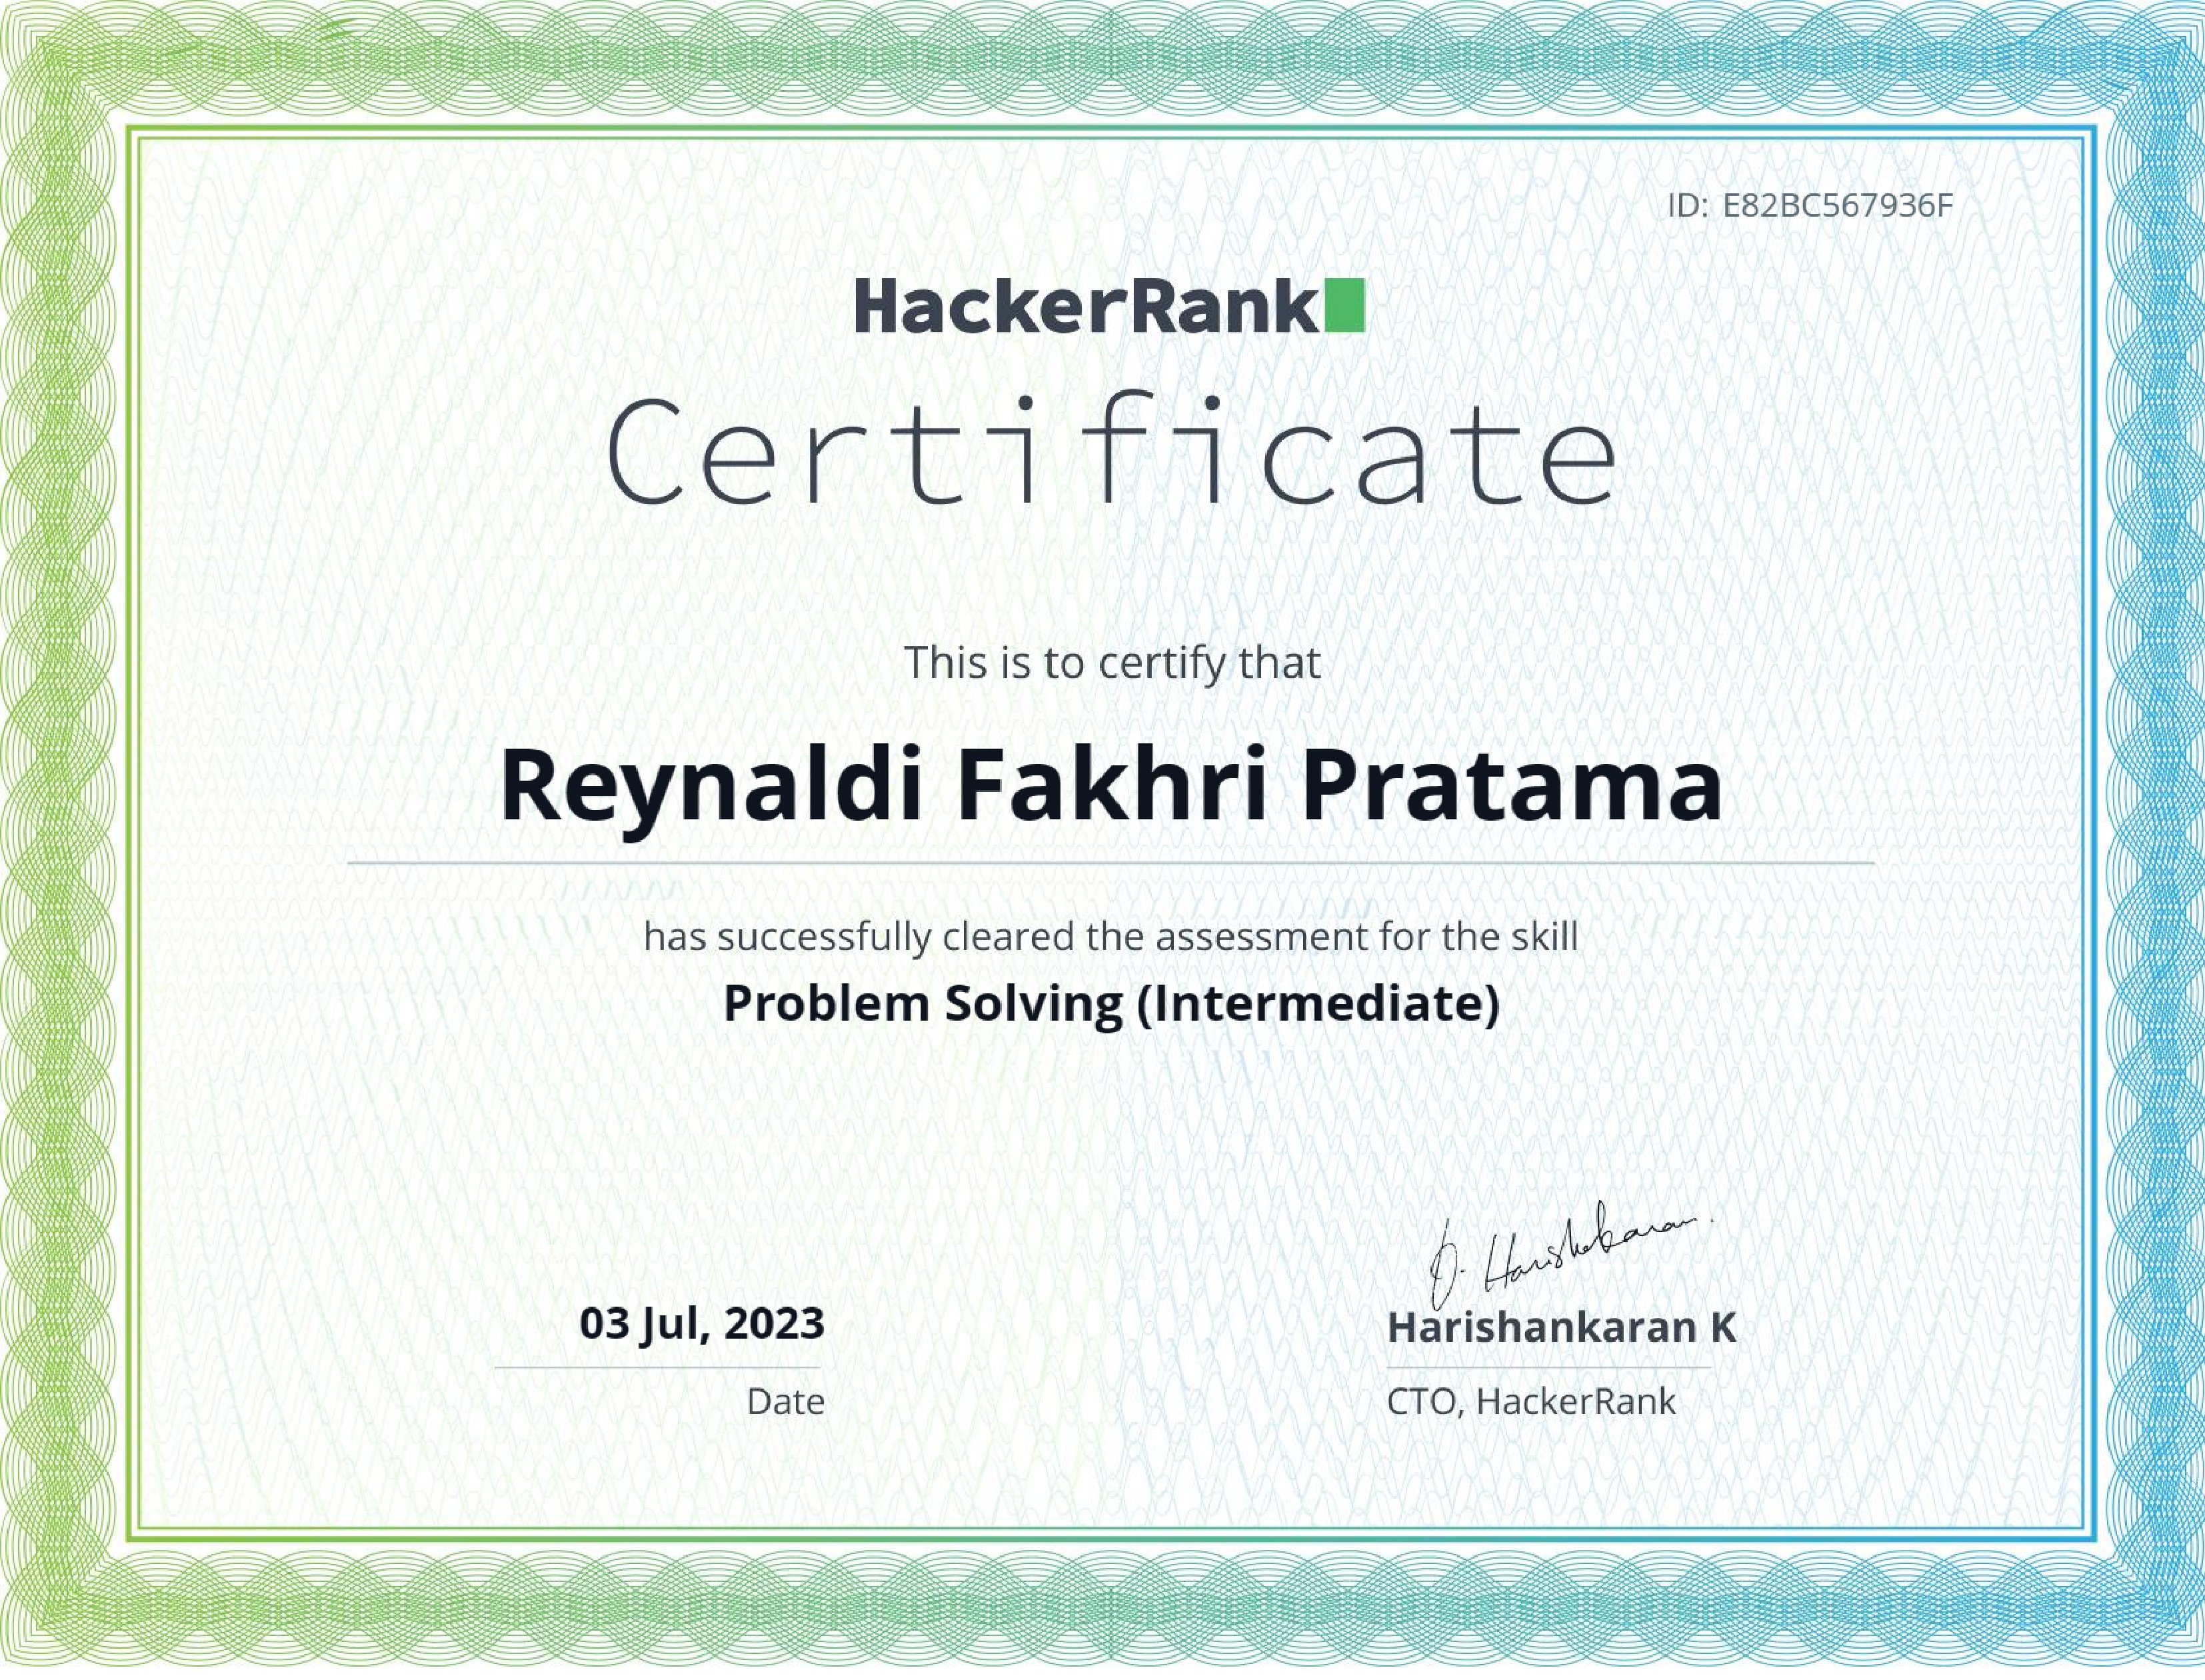 ID: E82BC567936F
HackerRank
Certificate
This is to certify that
Reynaldi Fakhri Pratama
has successfully cleared the assessment for the skill
Problem Solving (Intermediate)
03 Jul, 2023
Date
D. Harishankaran.
Harishankaran K
CTO, HackerRank